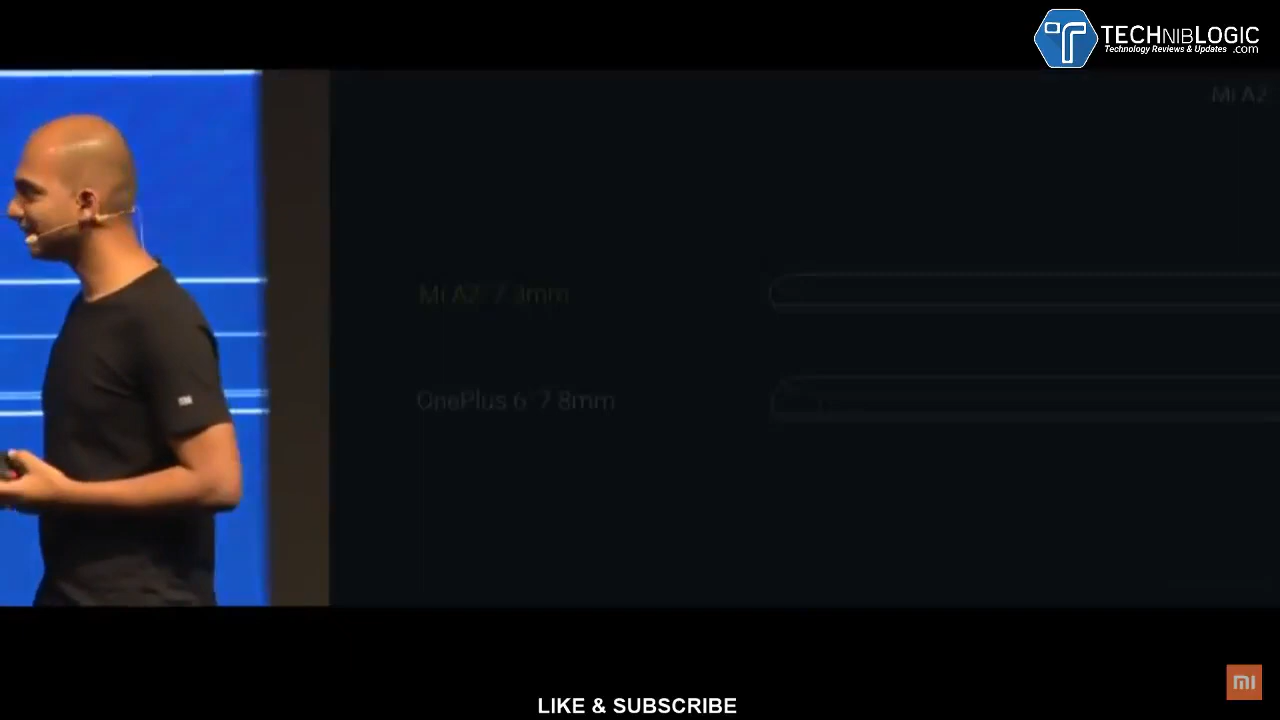 TECHNIBLOGIC
Technology Reviews & Updates .com
Mi A2
Mi A2 7.3mm
OnePlus 6 7.8mm
mi
LIKE & SUBSCRIBE